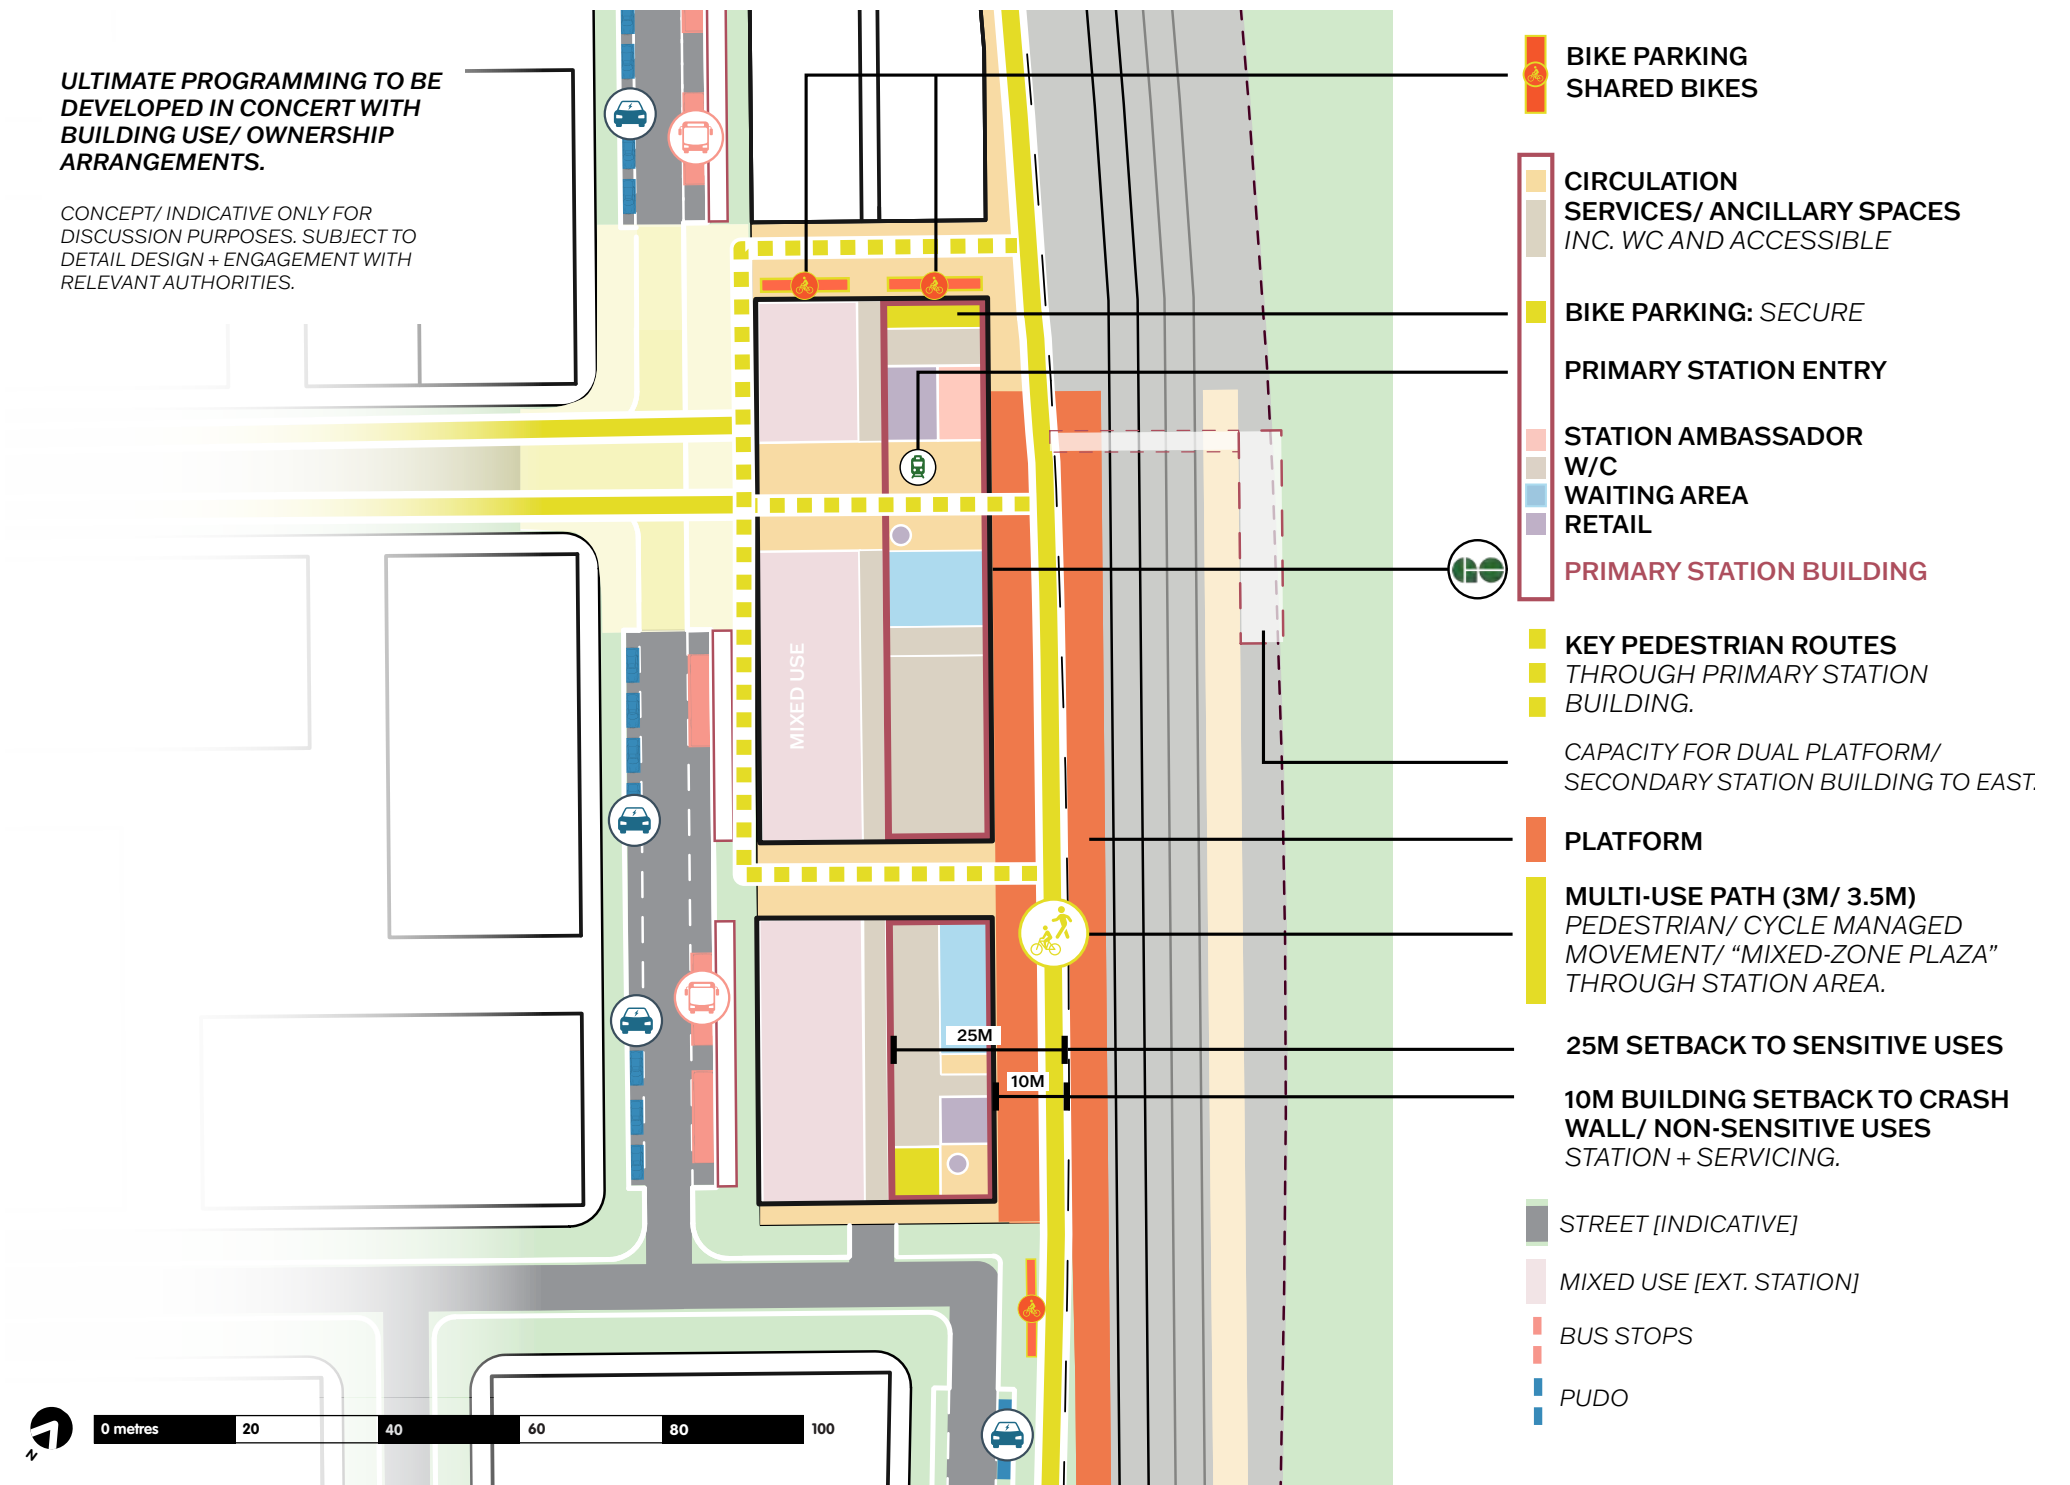 ULTIMATE PROGRAMMING TO BE
DEVELOPED IN CONCERT WITH
BUILDING USE/ OWNERSHIP
ARRANGEMENTS.
CONCEPT/ INDICATIVE ONLY FOR
DISCUSSION PURPOSES. SUBJECT TO
DETAIL DESIGN + ENGAGEMENT WITH
RELEVANT AUTHORITIES.
MIXED USE
25M
10M
N
0 metres 20 40 60 80 100
BIKE PARKING
SHARED BIKES
CIRCULATION
SERVICES/ ANCILLARY SPACES
INC. WC AND ACCESSIBLE
BIKE PARKING: SECURE
PRIMARY STATION ENTRY
STATION AMBASSADOR
W/C
WAITING AREA
RETAIL
GO
PRIMARY STATION BUILDING
KEY PEDESTRIAN ROUTES
THROUGH PRIMARY STATION
BUILDING.
CAPACITY FOR DUAL PLATFORM/
SECONDARY STATION BUILDING TO EAST.
PLATFORM
MULTI-USE PATH (3M/ 3.5M)
PEDESTRIAN/ CYCLE MANAGED
MOVEMENT/ “MIXED-ZONE PLAZA”
THROUGH STATION AREA.
25M SETBACK TO SENSITIVE USES
10M BUILDING SETBACK TO CRASH
WALL/ NON-SENSITIVE USES
STATION + SERVICING.
STREET [INDICATIVE]
MIXED USE [EXT. STATION]
BUS STOPS
PUDO